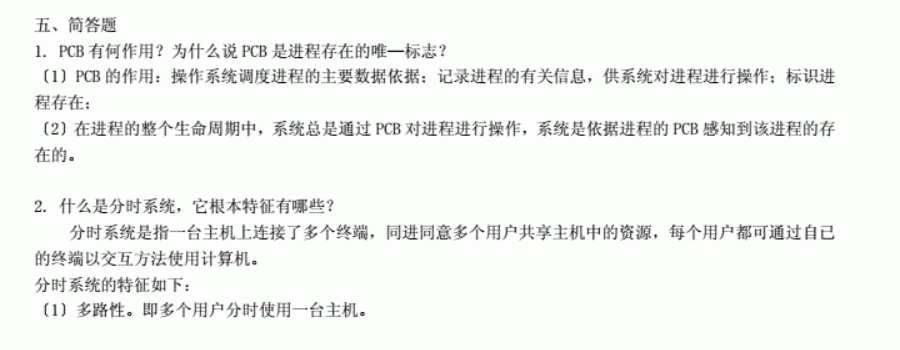 五、简答题
1. PCB 有何作用？为什么说 PCB 是进程存在的唯一标志？
〔1〕PCB 的作用：操作系统调度进程的主要数据依据；记录进程的有关信息，供系统对进程进行操作；标识进
程存在；
〔2〕在进程的整个生命周期中，系统总是通过 PCB 对进程进行操作，系统是依据进程的 PCB 感知到该进程的存
在的。
2. 什么是分时系统，它根本特征有哪些？
分时系统是指一台主机上连接了多个终端，同进同意多个用户共享主机中的资源，每个用户都可通过自已
的终端以交互方法使用计算机。
分时系统的特征如下：
〔1〕多路性。即多个用户分时使用一台主机。